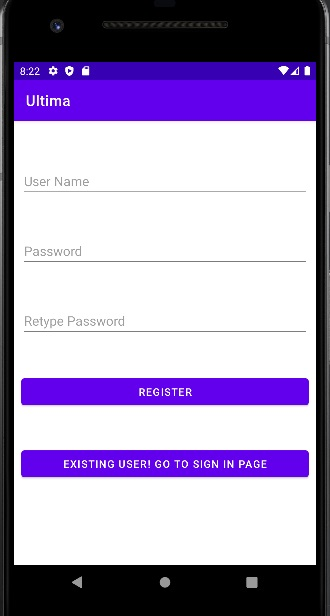 8:22
Ultima
User Name
Password
Retype Password
REGISTER
EXISTING USER! GO TO SIGN IN PAGE